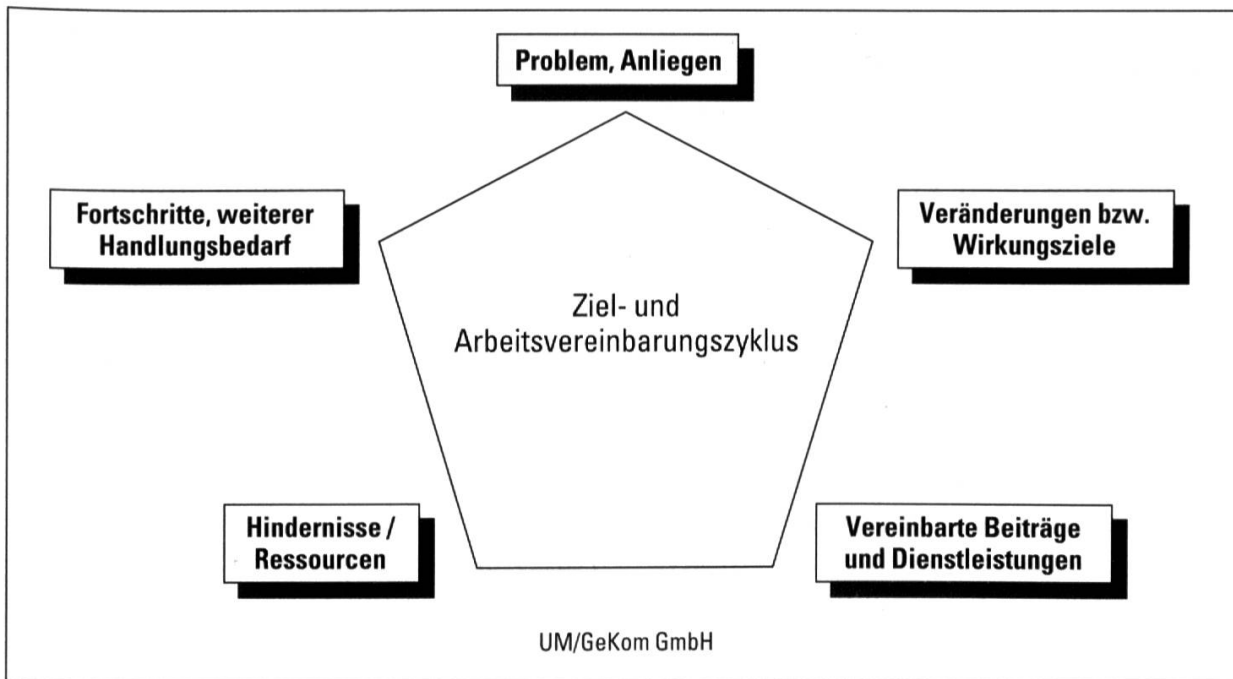 Problem, Anliegen
Fortschritte, weiterer
Handlungsbedarf
Veränderungen bzw.
Wirkungsziele
Ziel- und
Arbeitsvereinbarungszyklus
Hindernisse /
Ressourcen
Vereinbarte Beiträge
und Dienstleistungen
UM/GeKom GmbH